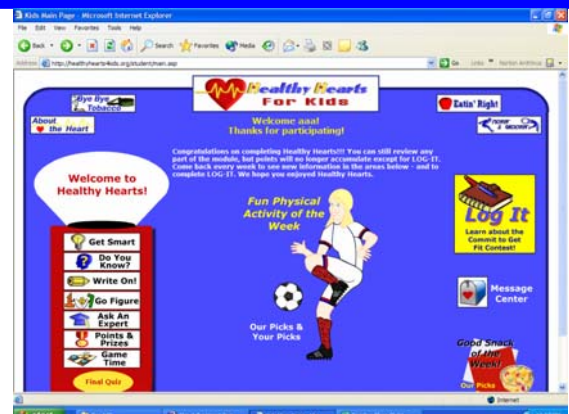 Kids Main Page - Microsoft Internet Explorer
File Edit View Favorites Tools Help
Back Search Favorites Media
Address http://healthyhearts4kids.org/student/main.asp Go Links Norton AntiVirus
Healthy Hearts
For Kids
Bye Bye
Tobacco
Eatin' Right
About
the Heart
Welcome aaa!
Thanks for participating!
Congratulations on completing Healthy Hearts!!! You can still review any
part of the module, but points will no longer accumulate except for LOG-IT.
Come back every week to see new information in the areas below - and to
complete LOG-IT. We hope you enjoyed Healthy Hearts.
Welcome to
Healthy Hearts!
Get Smart
Do You
Know?
Write On!
Go Figure
Ask An
Expert
Points &
Prizes
Game
Time
Final Quiz
Fun Physical
Activity of the
Week
Our Picks &
Your Picks
Log It
Learn about the
Commit to Get
Fit Contest!
Message
Center
Good Snack
of the
Week!
Our Picks
Internet